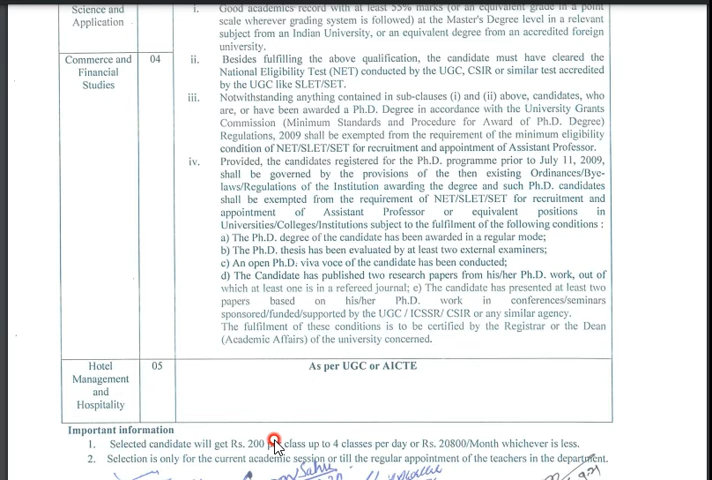 Science and
Application
i. Good academics record with at least 55% marks (or an equivalent grade in a point
scale wherever grading system is followed) at the Master's Degree level in a relevant
subject from an Indian University, or an equivalent degree from an accredited foreign
university.
Commerce and
Financial
Studies
04
ii. Besides fulfilling the above qualification, the candidate must have cleared the
National Eligibility Test (NET) conducted by the UGC, CSIR or similar test accredited
by the UGC like SLET/SET.
iii. Notwithstanding anything contained in sub-clauses (i) and (ii) above, candidates, who
are, or have been awarded a Ph.D. Degree in accordance with the University Grants
Commission (Minimum Standards and Procedure for Award of Ph.D. Degree)
Regulations, 2009 shall be exempted from the requirement of the minimum eligibility
condition of NET/SLET/SET for recruitment and appointment of Assistant Professor.
iv. Provided, the candidates registered for the Ph.D. programme prior to July 11, 2009,
shall be governed by the provisions of the then existing Ordinances/Bye-
laws/Regulations of the Institution awarding the degree and such Ph.D. candidates
shall be exempted from the requirement of NET/SLET/SET for recruitment and
appointment of Assistant Professor or equivalent positions in
Universities/Colleges/Institutions subject to the fulfilment of the following conditions :
a) The Ph.D. degree of the candidate has been awarded in a regular mode;
b) The Ph.D. thesis has been evaluated by at least two external examiners;
c) An open Ph.D. viva voce of the candidate has been conducted;
d) The Candidate has published two research papers from his/her Ph.D. work, out of
which at least one is in a refereed journal; e) The candidate has presented at least two
papers based on his/her Ph.D. work in conferences/seminars
sponsored/funded/supported by the UGC / ICSSR/ CSIR or any similar agency.
The fulfilment of these conditions is to be certified by the Registrar or the Dean
(Academic Affairs) of the university concerned.
Hotel
Management
and
Hospitality
05
As per UGC or AICTE
Important information
1. Selected candidate will get Rs. 200 class up to 4 classes per day or Rs. 20800/Month whichever is less.
2. Selection is only for the current academic session or till the regular appointment of the teachers in the department.
Sahu